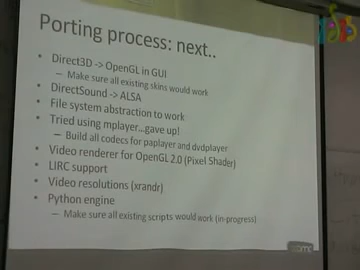 Porting process: next..
• Direct3D -> OpenGL in GUI
– Make sure all existing skins would work
• DirectSound -> ALSA
• File system abstraction to work
• Tried using mplayer...gave up!
– Build all codecs for paplayer and dvdplayer
• Video renderer for OpenGL 2.0 (Pixel Shader)
• LIRC support
• Video resolutions (xrandr)
• Python engine
– Make sure all existing scripts would work (in-progress)